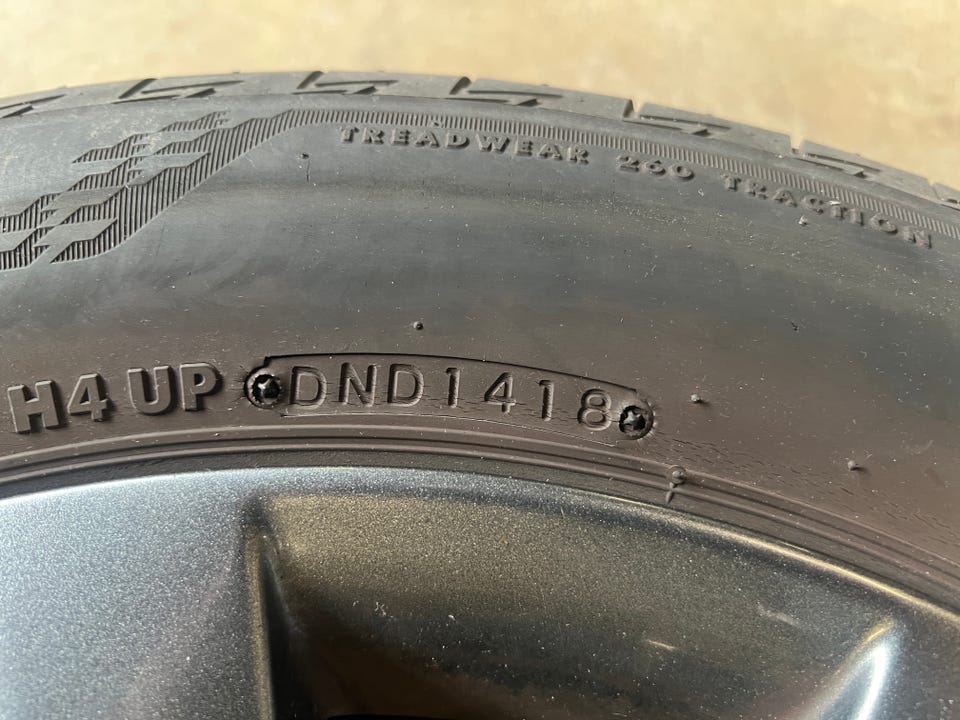 TREADWEAR 260 TRACTION
H4 UP DND1418